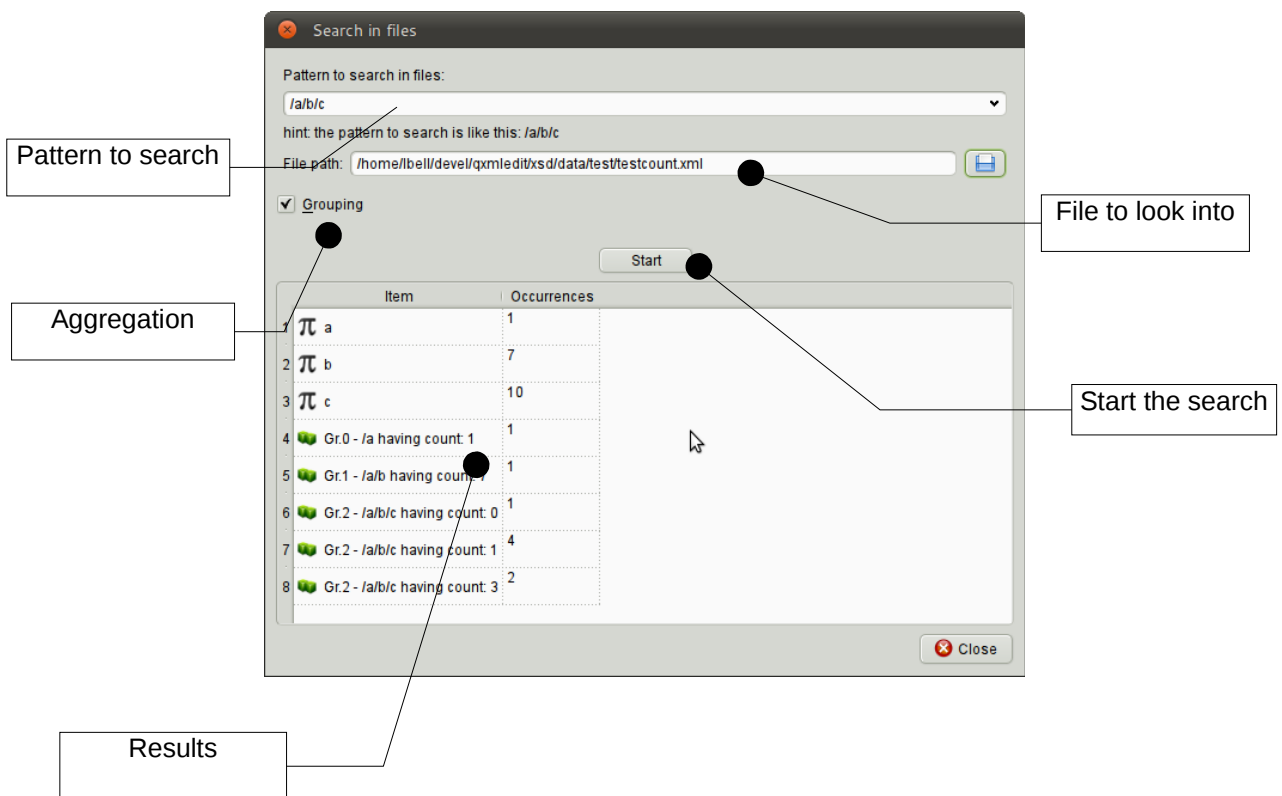 Search in files
Pattern to search in files:
/a/b/c
hint: the pattern to search is like this: /a/b/c
Pattern to search
File path: /home/lbell/devel/qxmledit/xsd/data/test/testcount.xml
Grouping
File to look into
Start
Aggregation
Item Occurrences
1 a 1
2 b 7
3 c 10
Start the search
4 Gr.0 - /a having count: 1 1
5 Gr.1 - /a/b having count: 7 1
6 Gr.2 - /a/b/c having count: 0 1
7 Gr.2 - /a/b/c having count: 1 4
8 Gr.2 - /a/b/c having count: 3 2
Close
Results